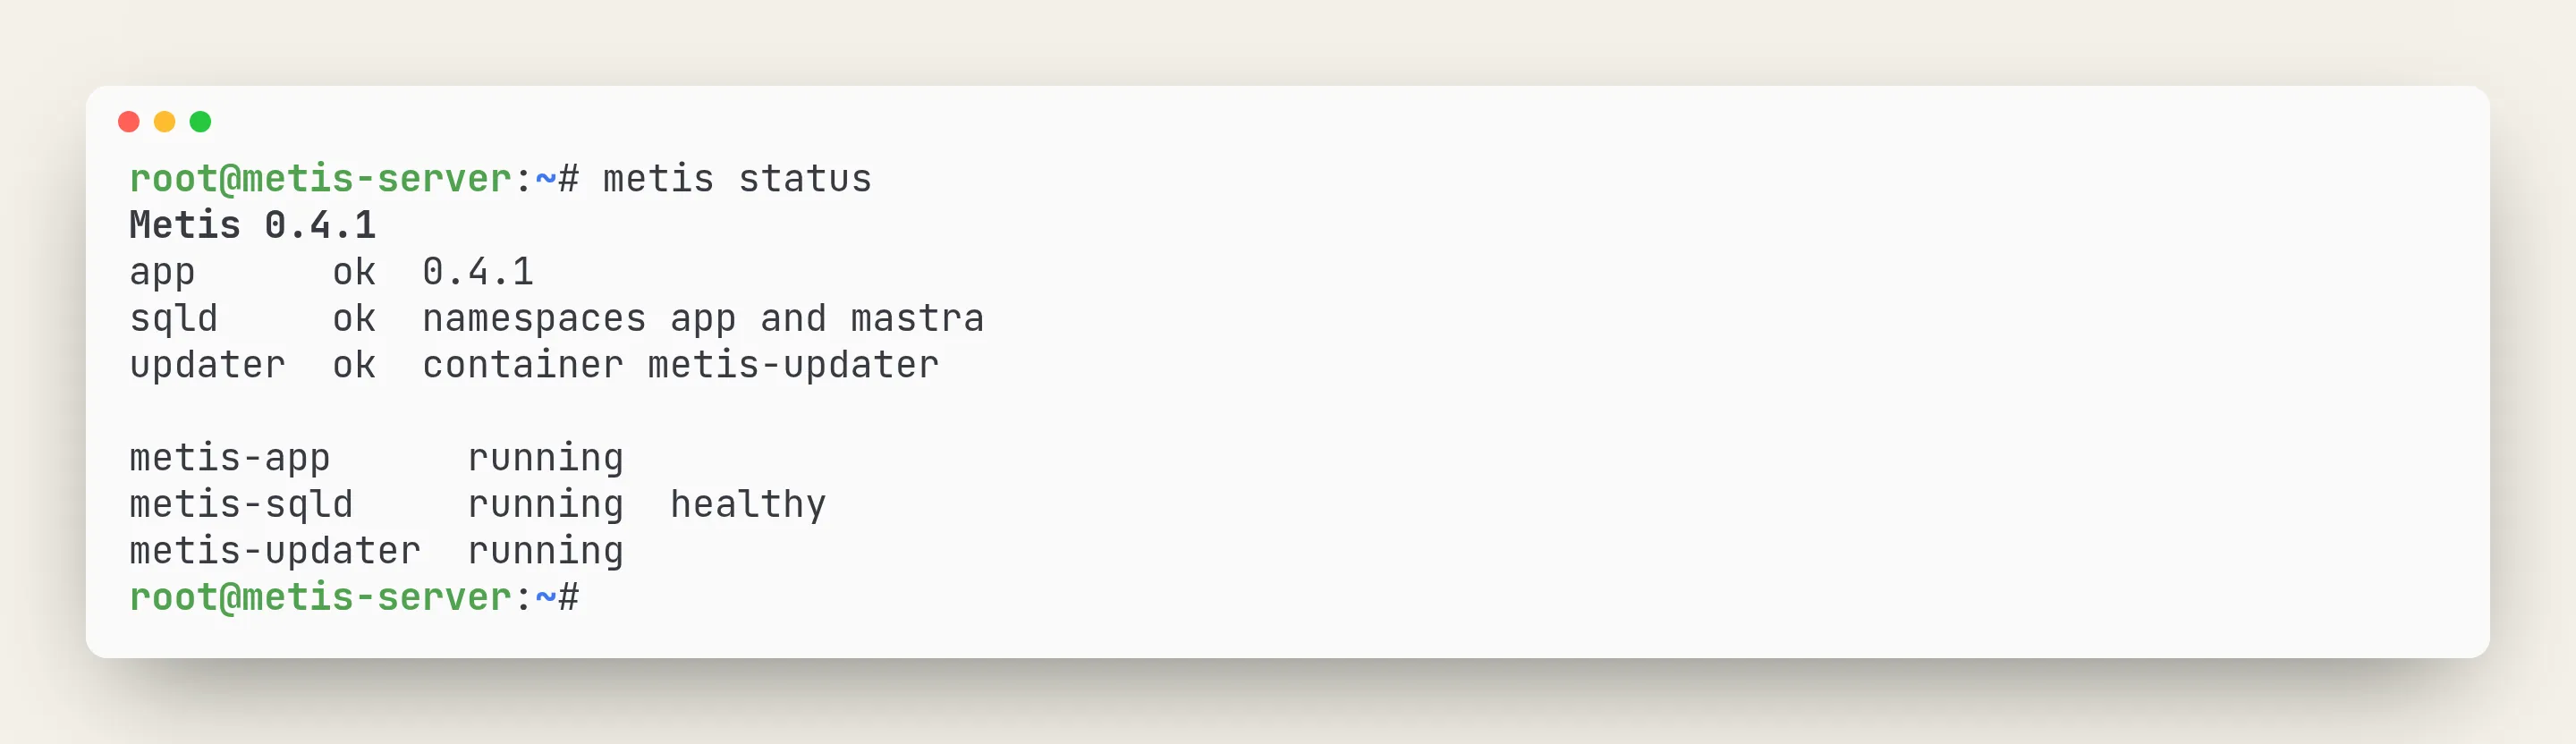 root@metis-server:~# metis status
Metis 0.4.1
app      ok  0.4.1
sqld     ok  namespaces app and mastra
updater  ok  container metis-updater

metis-app      running
metis-sqld     running  healthy
metis-updater  running
root@metis-server:~#